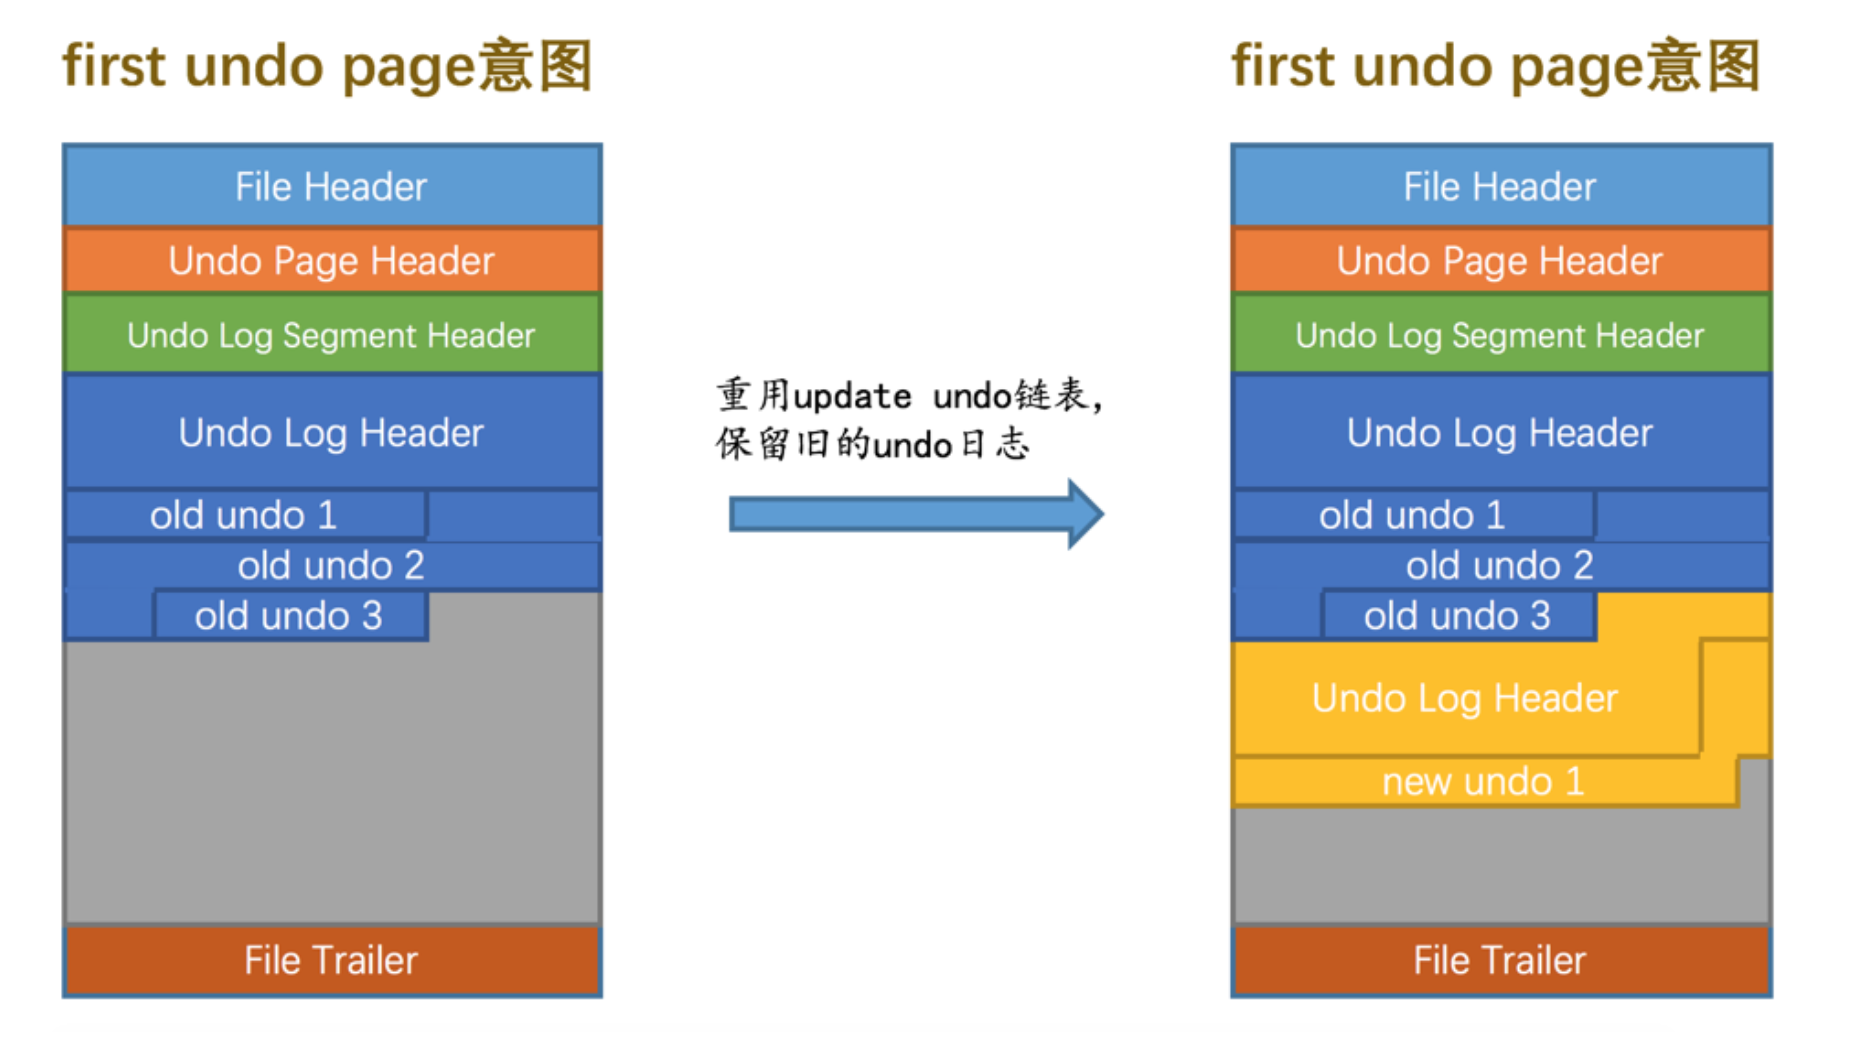 first undo page意图
File Header
Undo Page Header
Undo Log Segment Header
Undo Log Header
old undo 1
old undo 2
old undo 3
File Trailer
重用update undo链表，
保留旧的undo日志
first undo page意图
File Header
Undo Page Header
Undo Log Segment Header
Undo Log Header
old undo 1
old undo 2
old undo 3
Undo Log Header
new undo 1
File Trailer